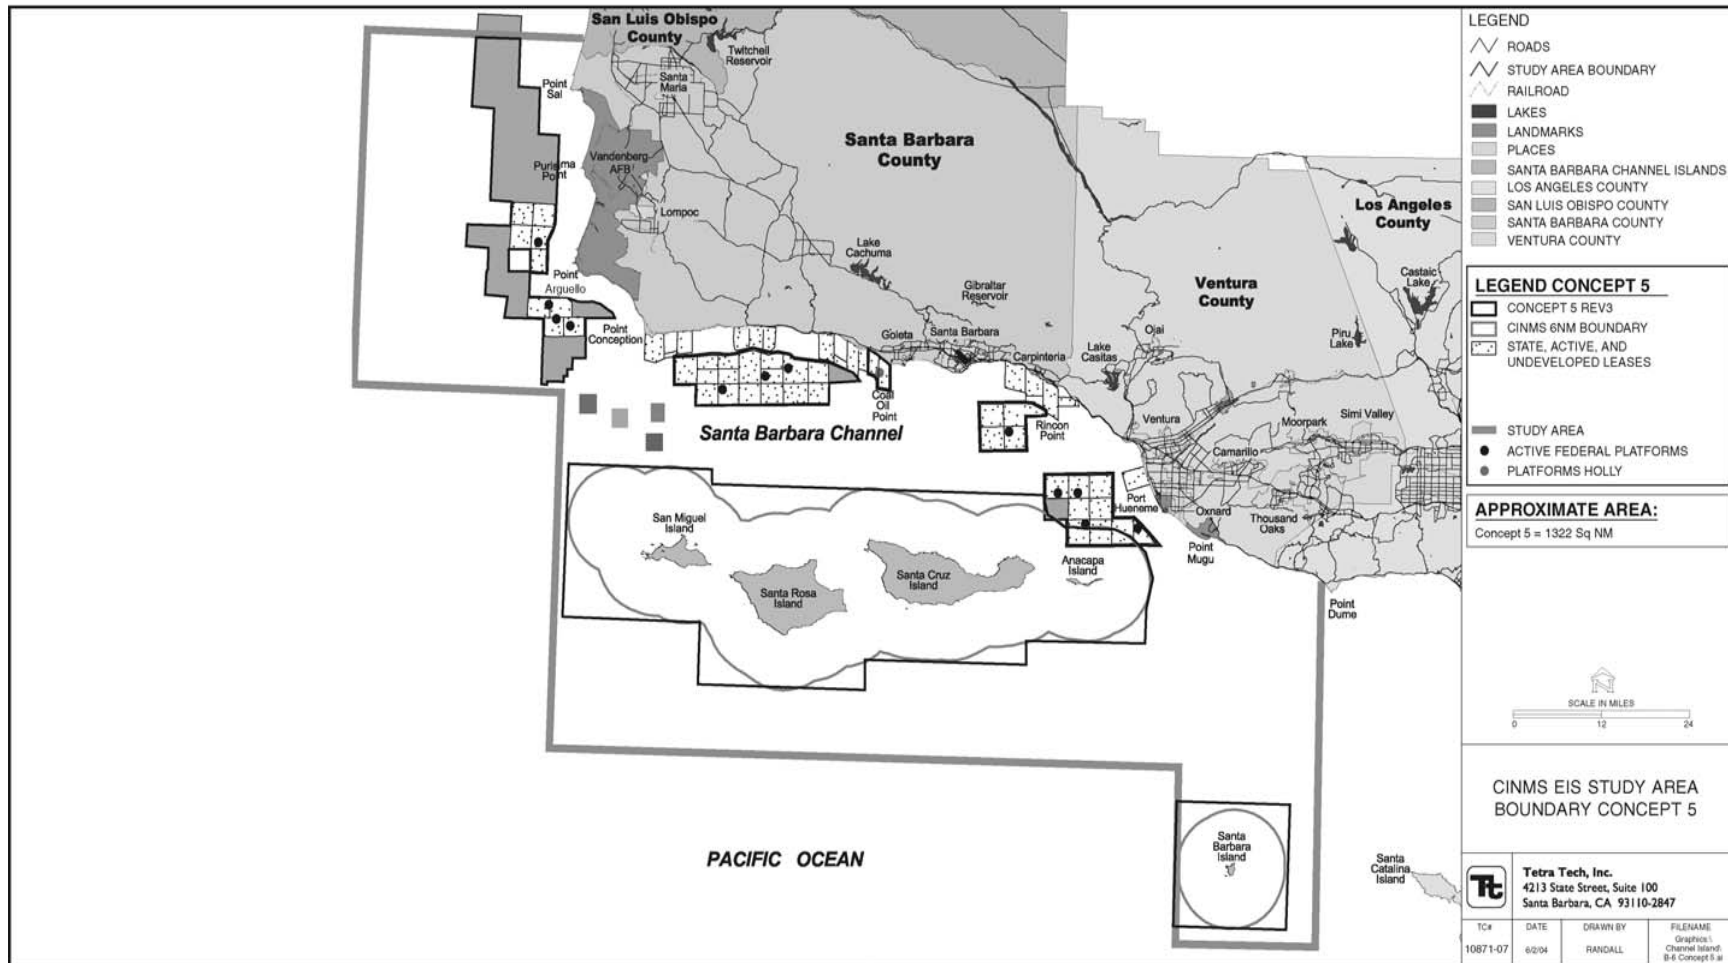 San Luis Obispo
County
Twitchell
Reservoir
Santa
Maria
Point
Sal
Santa Barbara
County
Purisima
Point
Vandenberg
AFB
Lompoc
Los Angeles
County
Lake
Cachuma
Castaic
Lake
Point
Arguello
Gibraltar
Reservoir
Ventura
County
Point
Conception
Goleta
Santa Barbara
Ojai
Piru
Lake
Lake
Casitas
Carpinteria
Coal
Oil
Point
Rincon
Point
Ventura
Moorpark
Simi Valley
Santa Barbara Channel
Camarillo
Port
Hueneme
Oxnard
Thousand
Oaks
San Miguel
Island
Point
Mugu
Anacapa
Island
Santa Cruz
Island
Santa Rosa
Island
Point
Dume
Santa
Barbara
Island
PACIFIC OCEAN
Santa
Catalina
Island
LEGEND
ROADS
STUDY AREA BOUNDARY
RAILROAD
LAKES
LANDMARKS
PLACES
SANTA BARBARA CHANNEL ISLANDS
LOS ANGELES COUNTY
SAN LUIS OBISPO COUNTY
SANTA BARBARA COUNTY
VENTURA COUNTY
LEGEND CONCEPT 5
CONCEPT 5 REV3
CINMS 6NM BOUNDARY
STATE, ACTIVE, AND
UNDEVELOPED LEASES
STUDY AREA
ACTIVE FEDERAL PLATFORMS
PLATFORMS HOLLY
APPROXIMATE AREA:
Concept 5 = 1322 Sq NM
N
SCALE IN MILES
0 12 24
CINMS EIS STUDY AREA
BOUNDARY CONCEPT 5
Tt
Tetra Tech, Inc.
4213 State Street, Suite 100
Santa Barbara, CA 93110-2847
TC# DATE DRAWN BY FILENAME
10871-07 6/2/04 RANDALL Graphics\
Channel Island\
B-6 Concept 5.ai